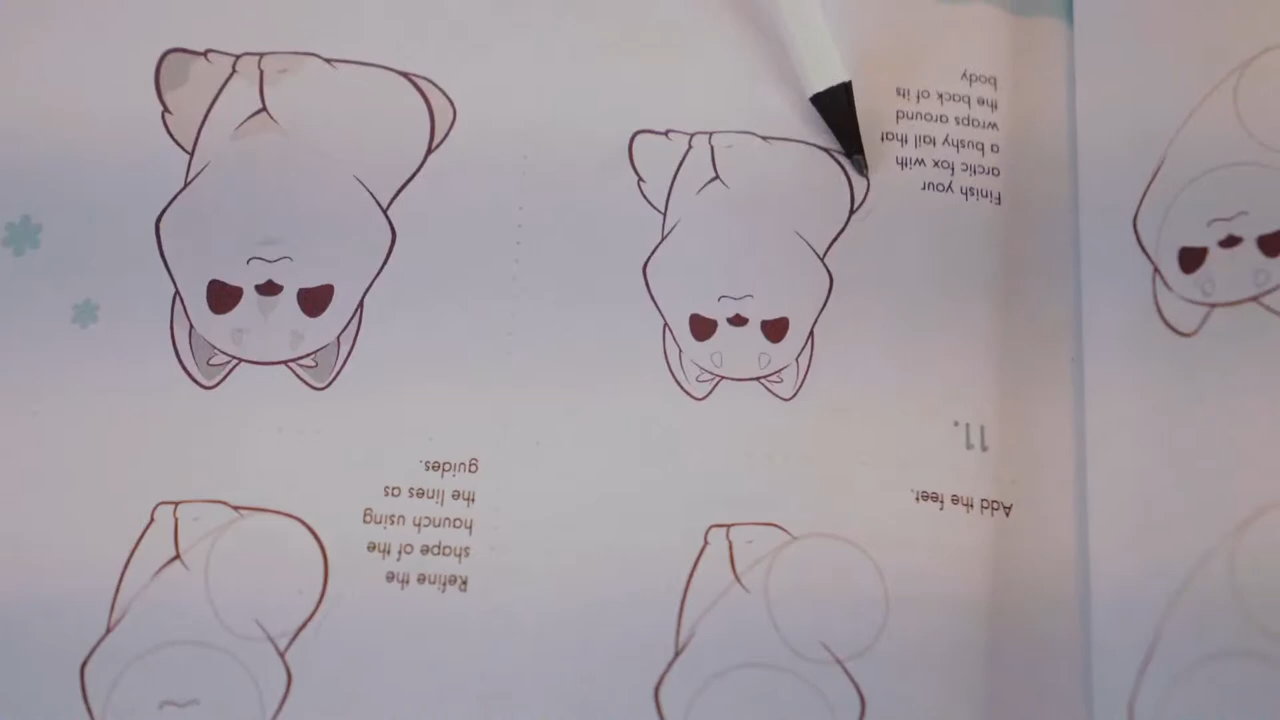 Add the feet.
Refine the
shape of the
haunch using
the lines as
guides.
11.
Finish your
arctic fox with
a bushy tail that
wraps around
the back of its
body